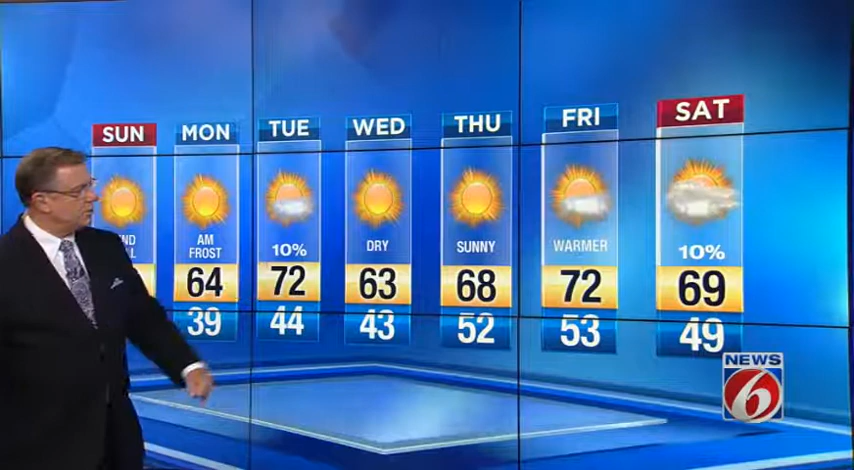 SUN MON TUE WED THU FRI SAT
AM FROST 10% DRY SUNNY WARMER 10%
64 72 63 68 72 69
39 44 43 52 53 49
NEWS
6